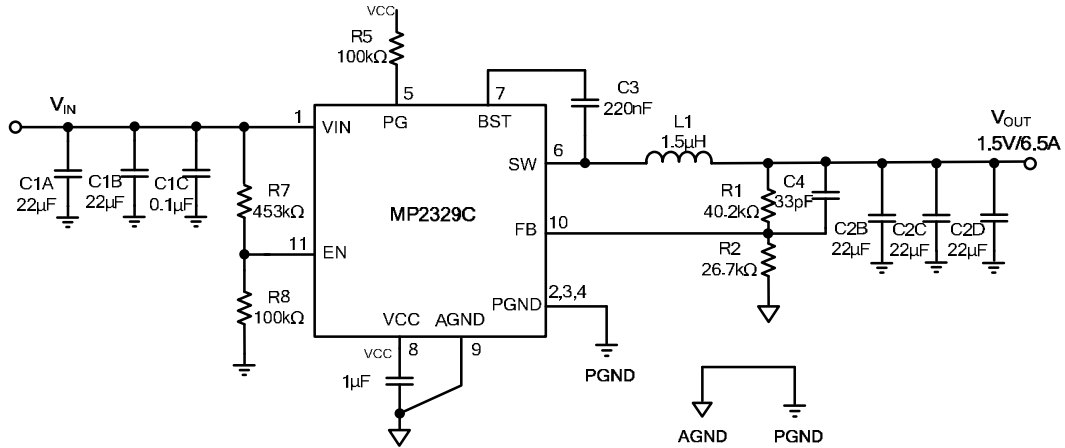 VCC
R5
100kΩ
5
7
C3
220nF
VIN
1
VIN
PG
BST
L1
1.5µH
VOUT
1.5V/6.5A
6
SW
C1A
22µF
C1B
22µF
C1C
0.1µF
R7
453kΩ
MP2329C
R1
40.2kΩ
C4
33pF
FB
10
C2B
22µF
C2C
22µF
C2D
22µF
11
EN
R2
26.7kΩ
R8
100kΩ
PGND
2,3,4
VCC
AGND
VCC
8
9
1µF
PGND
AGND
PGND